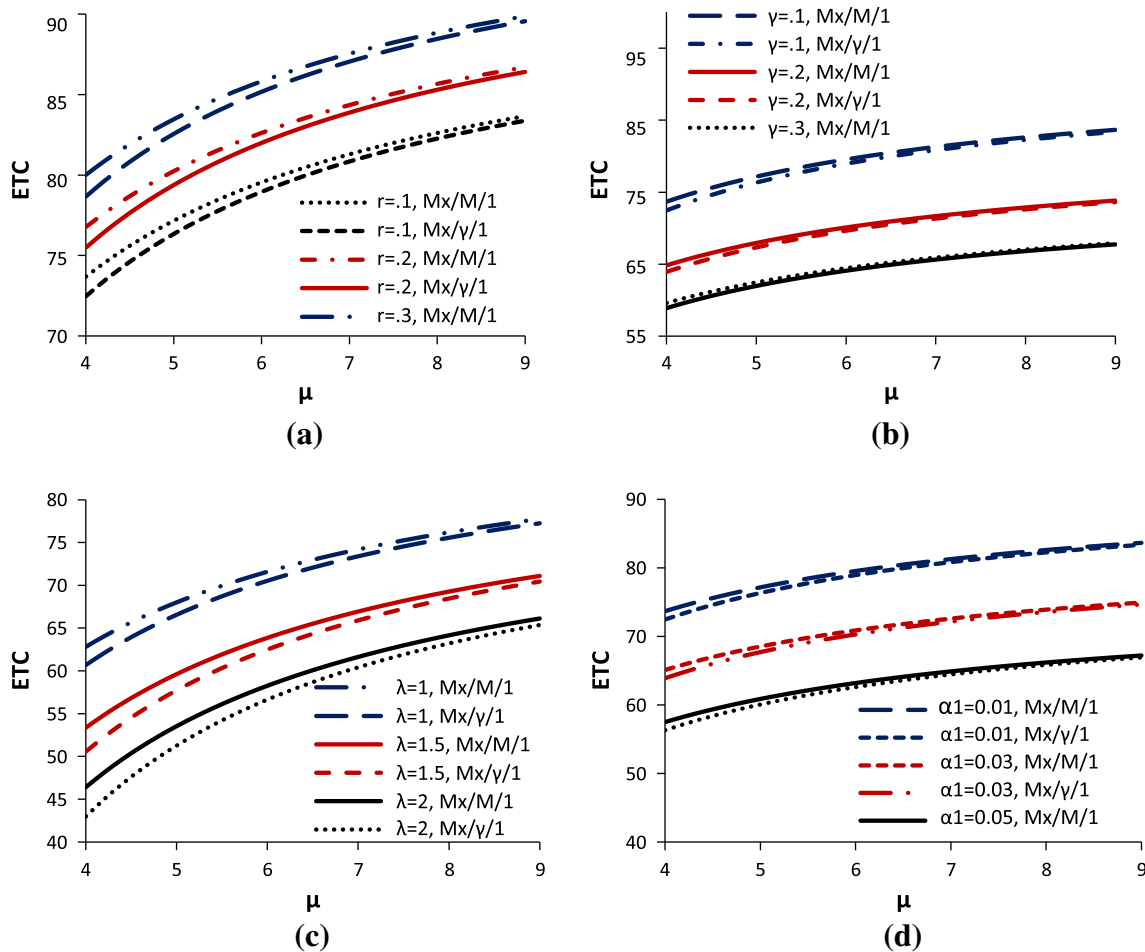 90
85
80
75
70
ETC
r=.1, Mx/M/1
r=.1, Mx/γ/1
r=.2, Mx/M/1
r=.2, Mx/γ/1
r=.3, Mx/M/1
4 5 6 7 8 9
μ
(a)
γ=.1, Mx/M/1
γ=.1, Mx/γ/1
γ=.2, Mx/M/1
γ=.2, Mx/γ/1
γ=.3, Mx/M/1
95
85
75
65
55
ETC
4 5 6 7 8 9
μ
(b)
80
75
70
65
60
55
50
45
40
ETC
λ=1, Mx/M/1
λ=1, Mx/γ/1
λ=1.5, Mx/M/1
λ=1.5, Mx/γ/1
λ=2, Mx/M/1
λ=2, Mx/γ/1
4 5 6 7 8 9
μ
(c)
90
80
70
60
50
40
ETC
α1=0.01, Mx/M/1
α1=0.01, Mx/γ/1
α1=0.03, Mx/M/1
α1=0.03, Mx/γ/1
α1=0.05, Mx/M/1
4 5 6 7 8 9
μ
(d)